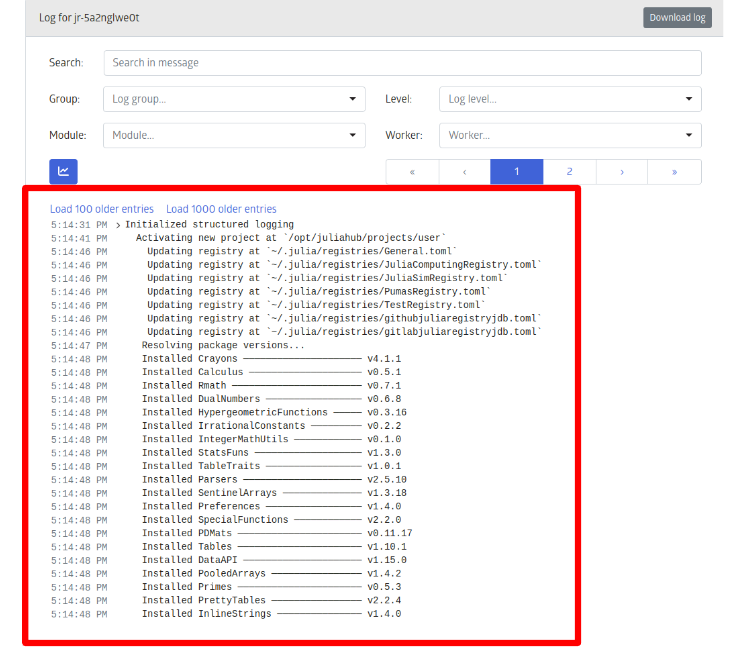 Log for jr-5a2nglwe0t
Download log
Search: Search in message
Group: Log group... Level: Log level...
Module: Module... Worker: Worker...
« ‹ 1 2 › »
Load 100 older entries Load 1000 older entries
5:14:31 PM > Initialized structured logging
5:14:41 PM Activating new project at `/opt/juliahub/projects/user`
5:14:46 PM Updating registry at `~/.julia/registries/General.toml`
5:14:46 PM Updating registry at `~/.julia/registries/JuliaComputingRegistry.toml`
5:14:46 PM Updating registry at `~/.julia/registries/JuliaSimRegistry.toml`
5:14:46 PM Updating registry at `~/.julia/registries/PumasRegistry.toml`
5:14:46 PM Updating registry at `~/.julia/registries/TestRegistry.toml`
5:14:46 PM Updating registry at `~/.julia/registries/githubjuliaregistryjdb.toml`
5:14:46 PM Updating registry at `~/.julia/registries/gitlabjuliaregistryjdb.toml`
5:14:47 PM Resolving package versions...
5:14:48 PM Installed Crayons ───────────────────── v4.1.1
5:14:48 PM Installed Calculus ──────────────────── v0.5.1
5:14:48 PM Installed Rmath ─────────────────────── v0.7.1
5:14:48 PM Installed DualNumbers ───────────────── v0.6.8
5:14:48 PM Installed HypergeometricFunctions ───── v0.3.16
5:14:48 PM Installed IrrationalConstants ───────── v0.2.2
5:14:48 PM Installed IntegerMathUtils ──────────── v0.1.0
5:14:48 PM Installed StatsFuns ─────────────────── v1.3.0
5:14:48 PM Installed TableTraits ───────────────── v1.0.1
5:14:48 PM Installed Parsers ───────────────────── v2.5.10
5:14:48 PM Installed SentinelArrays ────────────── v1.3.18
5:14:48 PM Installed Preferences ───────────────── v1.4.0
5:14:48 PM Installed SpecialFunctions ──────────── v2.2.0
5:14:48 PM Installed PDMats ────────────────────── v0.11.17
5:14:48 PM Installed Tables ────────────────────── v1.10.1
5:14:48 PM Installed DataAPI ───────────────────── v1.15.0
5:14:48 PM Installed PooledArrays ──────────────── v1.4.2
5:14:48 PM Installed Primes ────────────────────── v0.5.3
5:14:48 PM Installed PrettyTables ──────────────── v2.2.4
5:14:48 PM Installed InlineStrings ─────────────── v1.4.0